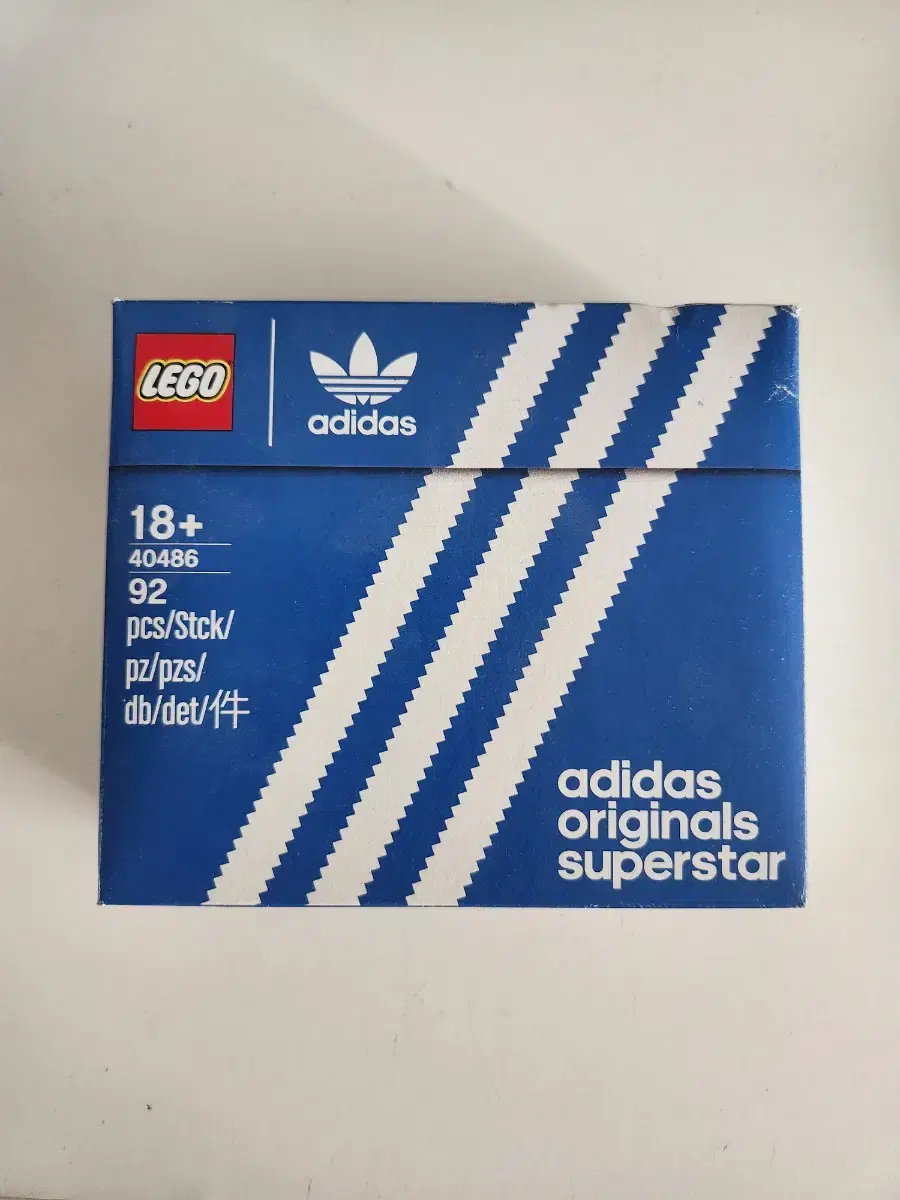 LEGO
adidas
18+
40486
92
pcs/Stck/
pz/pzs/
db/det/件
adidas
originals
superstar